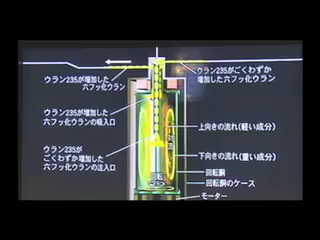 ウラン235が増加した
六フッ化ウラン
ウラン235がごくわずか
増加した六フッ化ウラン
ウラン235が増加した
六フッ化ウランの吸入口
ウラン235が
ごくわずか増加した
六フッ化ウランの注入口
上向きの流れ(軽い成分)
下向きの流れ(重い成分)
回転胴
回転胴のケース
モーター
回転